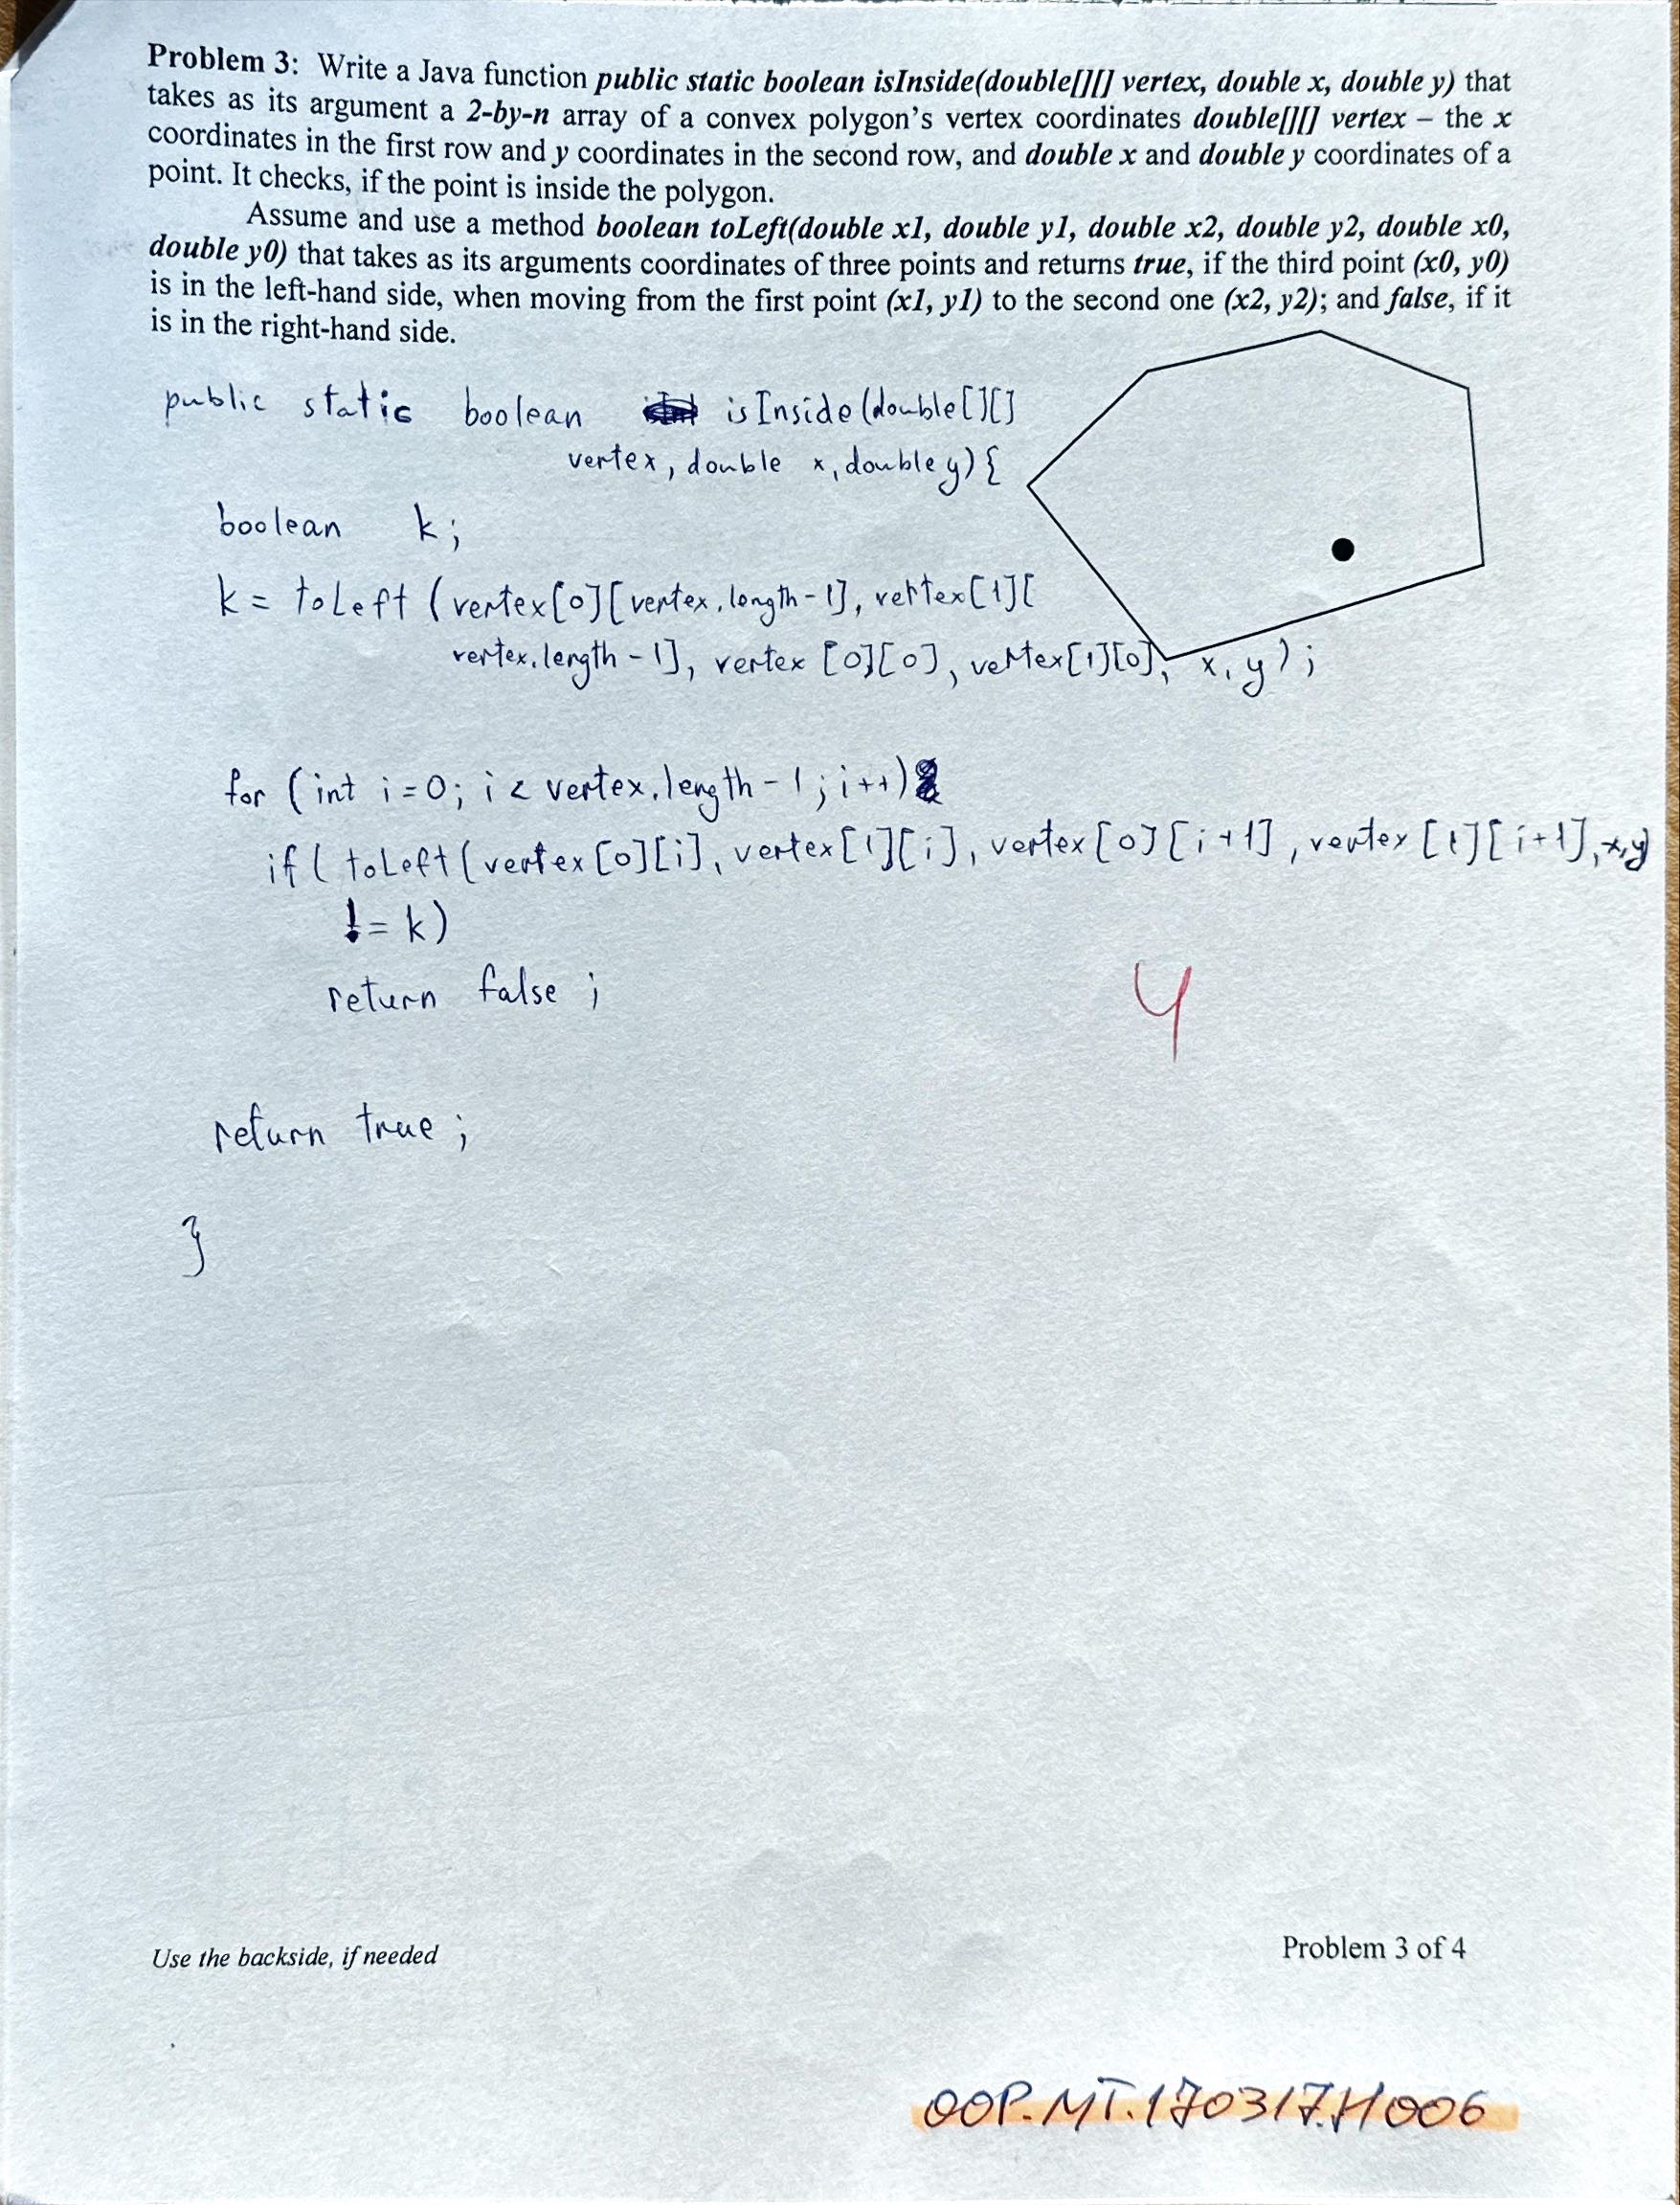 Problem 3: Write a Java function public static boolean isInside(double[][] vertex, double x, double y) that
takes as its argument a 2-by-n array of a convex polygon's vertex coordinates double[][] vertex – the x
coordinates in the first row and y coordinates in the second row, and double x and double y coordinates of a
point. It checks, if the point is inside the polygon.
Assume and use a method boolean toLeft(double x1, double y1, double x2, double y2, double x0,
double y0) that takes as its arguments coordinates of three points and returns true, if the third point (x0, y0)
is in the left-hand side, when moving from the first point (x1, y1) to the second one (x2, y2); and false, if it
is in the right-hand side.
public static boolean isInside(double[][]
vertex, double x, double y) {
boolean k;
k = toLeft (vertex[0][vertex.length-1], vertex[1][
vertex.length-1], vertex [0][0], vertex[1][0], x, y);
for (int i=0; i < vertex.length-1; i++)
if( toLeft(vertex[0][i], vertex[1][i], vertex[0][i+1], vertex[1][i+1],x,y)
!= k)
return false;
4
return true;
}
Use the backside, if needed
Problem 3 of 4
OOP.MT.170317.H006